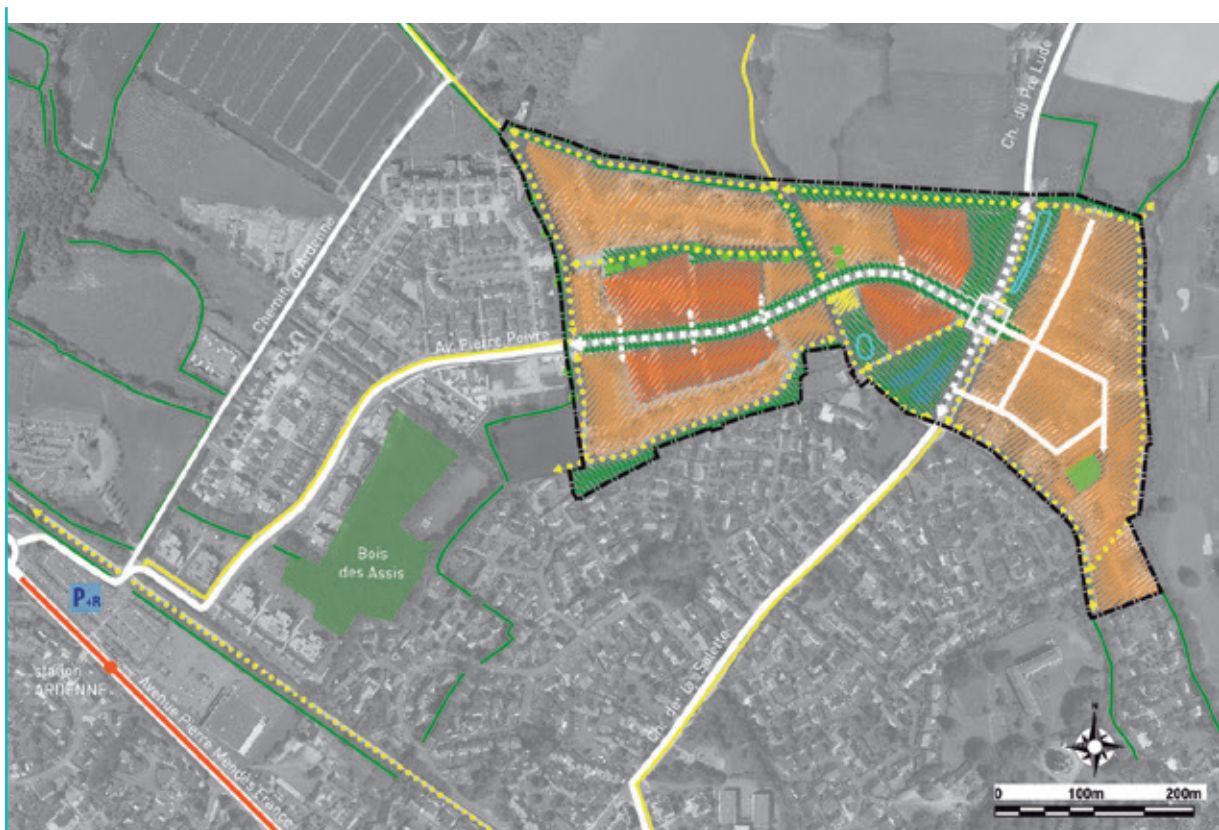 Ch. du Pré Lude
Chemin d'Ardenne
Av. Pierre Poivre
Bois
des Assis
P+R
station
ARDENNE
Avenue Pierre Mendès France
Ch. de la Salette
N
0 100m 200m